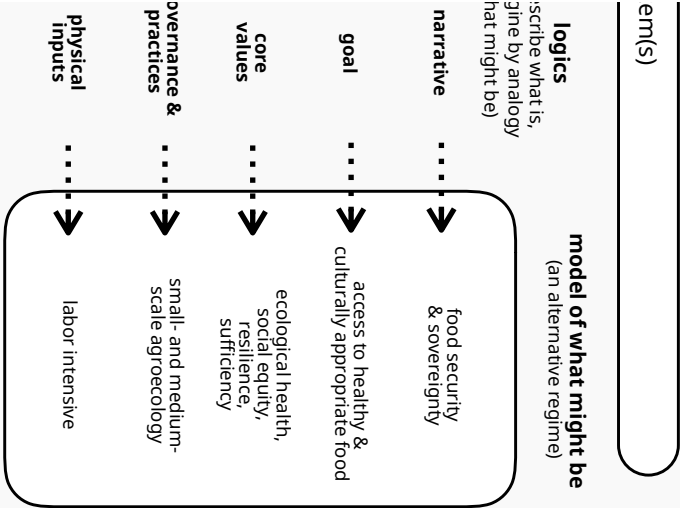 em(s)
logics
scribe what is,
gine by analogy
hat might be)
model of what might be
(an alternative regime)
narrative
food security
& sovereignty
goal
access to healthy &
culturally appropriate food
core
values
ecological health,
social equity,
resilience,
sufficiency
overnance &
practices
small- and medium-
scale agroecology
physical
inputs
labor intensive